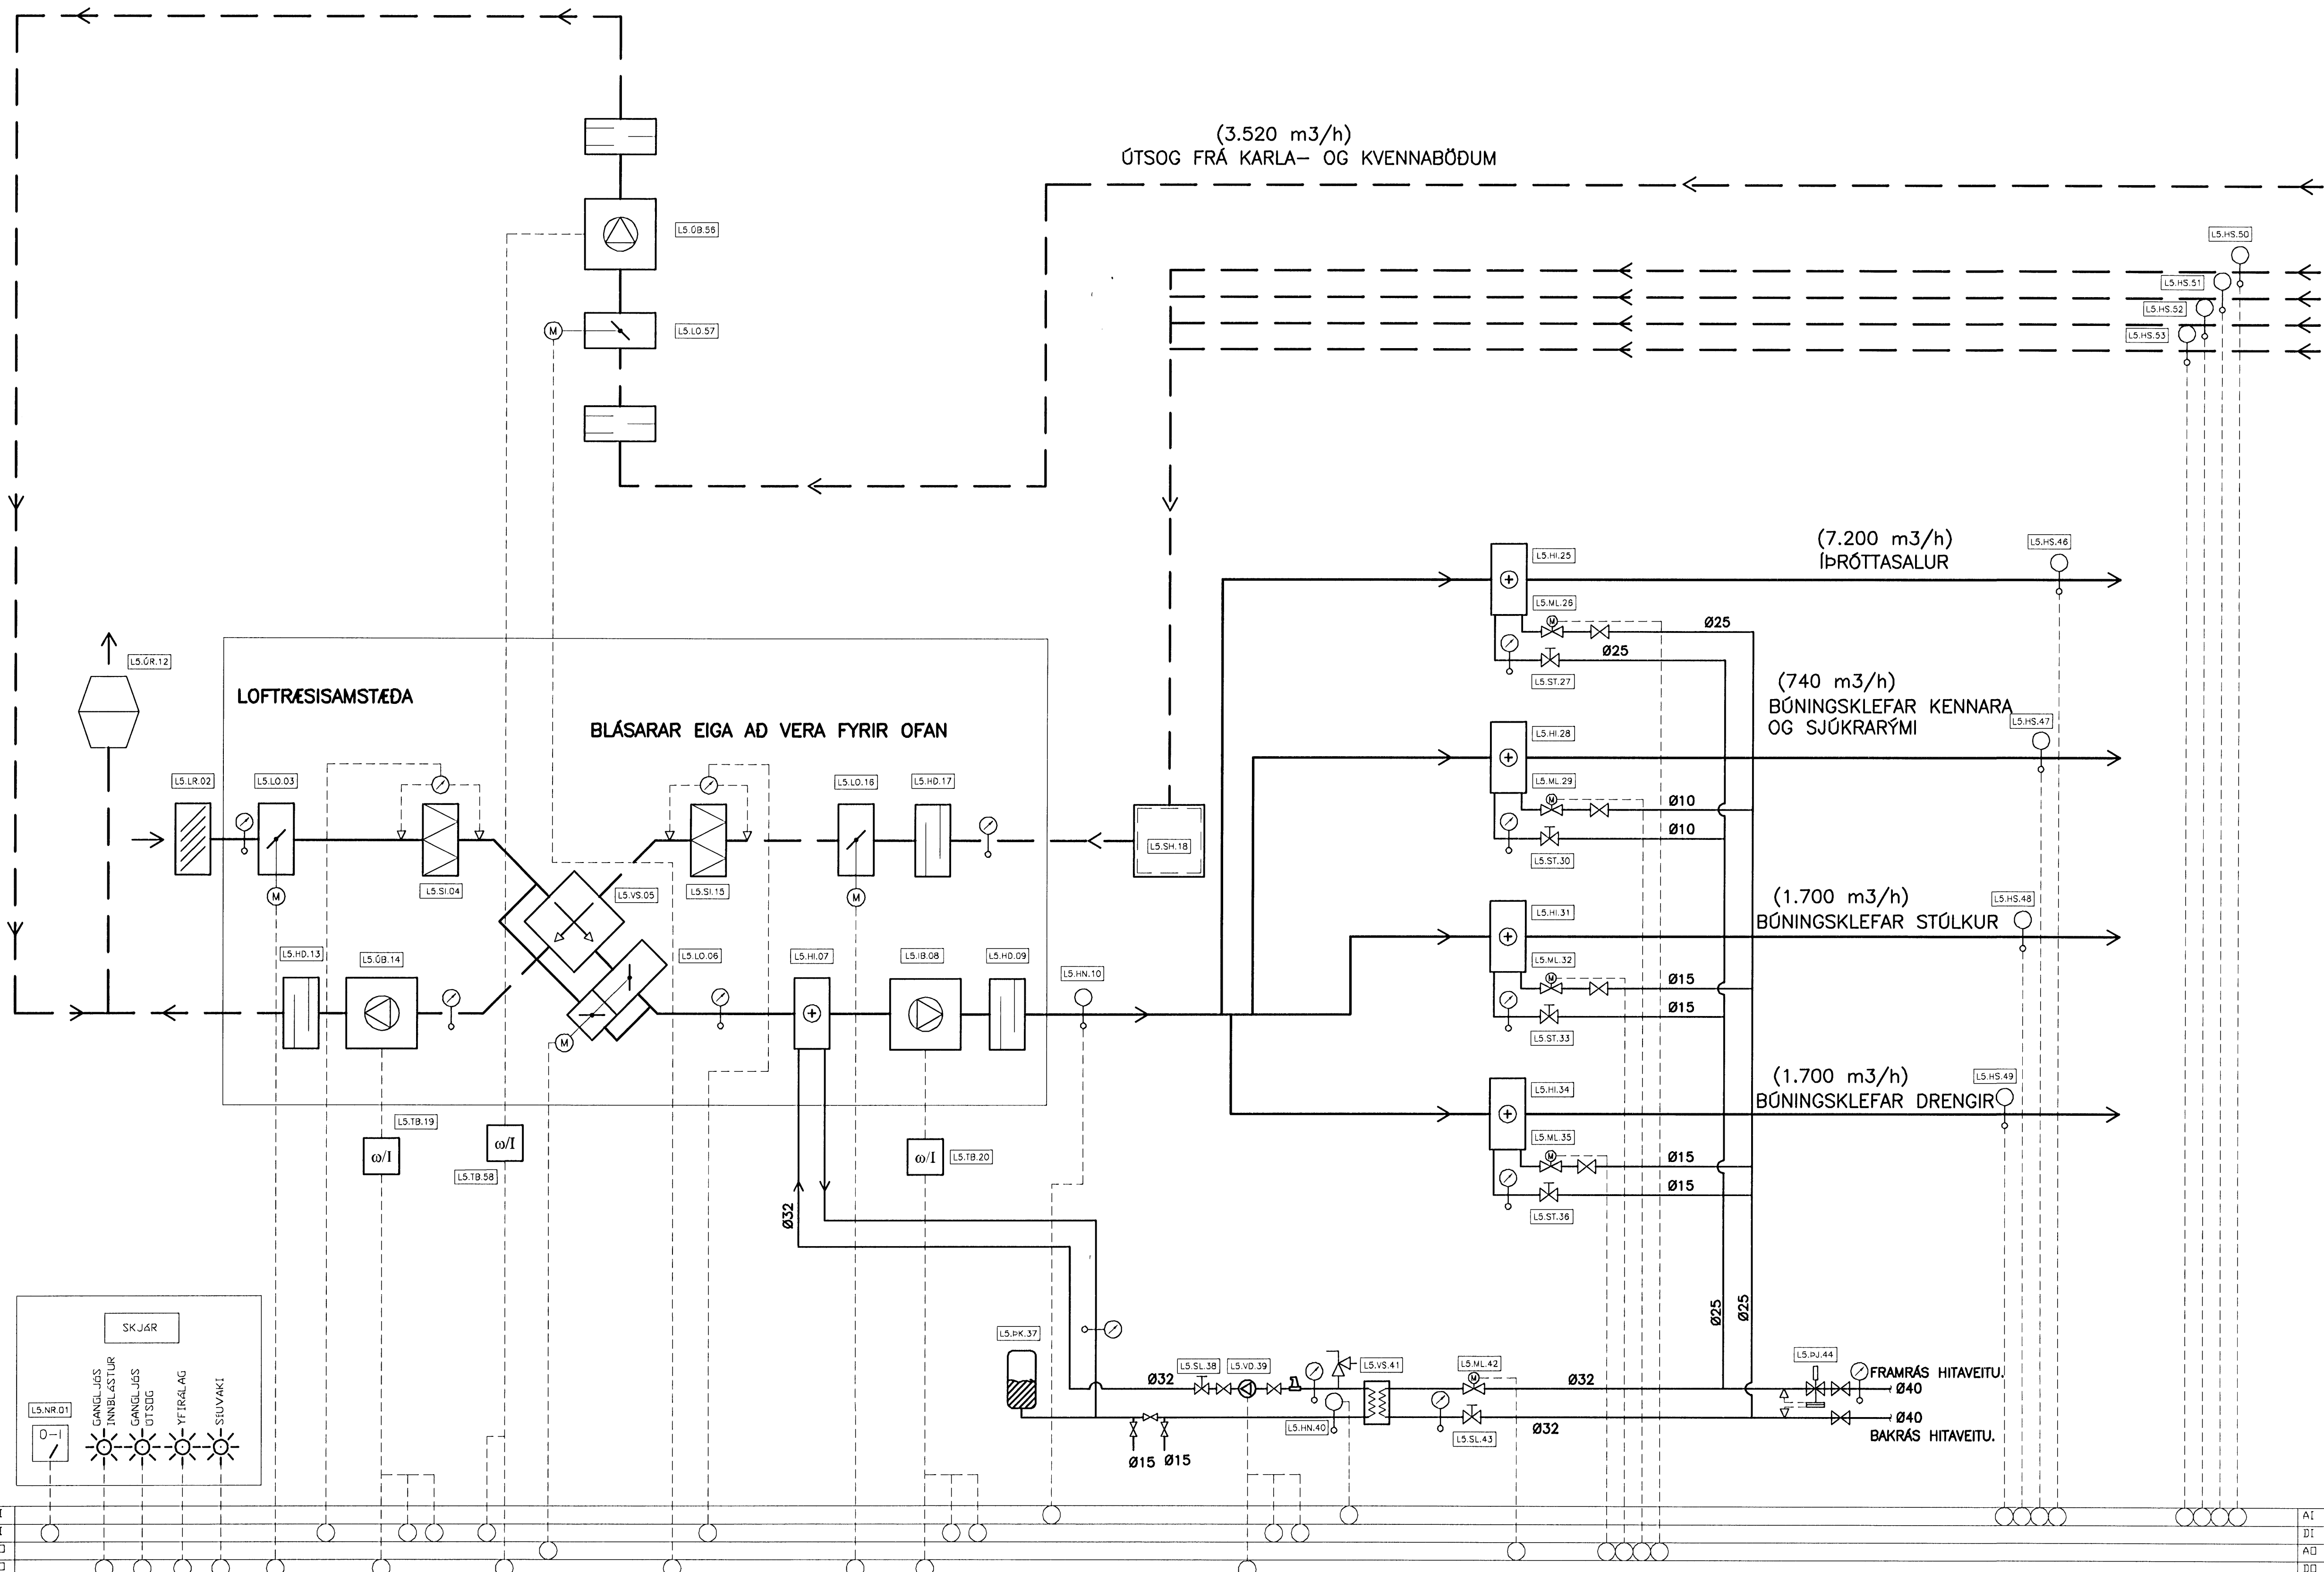 (3.520 m3/h)
ÚTSOG FRÁ KARLA- OG KVENNABÖÐUM
L5.ÚB.56
L5.HS.50
L5.HS.51
L5.LO.57
L5.HS.52
L5.HS.53
(7.200 m3/h)
ÍÞRÓTTASALUR
L5.HI.25
L5.HS.46
L5.ML.26
M
Ø25
Ø25
L5.ST.27
L5.ÚR.12
LOFTRÆSISAMSTÆÐA
BLÁSARAR EIGA AÐ VERA FYRIR OFAN
(740 m3/h)
BÚNINGSKLEFAR KENNARA
OG SJÚKRARÝMI
L5.HI.28
L5.HS.47
L5.LR.02
L5.LO.03
L5.LO.16
L5.HD.17
L5.ML.29
M
Ø10
Ø10
L5.ST.30
L5.SH.18
L5.SI.04
L5.VS.05
L5.SI.15
M
M
M
(1.700 m3/h)
BÚNINGSKLEFAR STÚLKUR
L5.HI.31
L5.HS.48
L5.HD.13
L5.ÚB.14
L5.LO.06
L5.HI.07
L5.IB.08
L5.HD.09
L5.HN.10
L5.ML.32
M
Ø15
Ø15
L5.ST.33
M
(1.700 m3/h)
BÚNINGSKLEFAR DRENGIR
L5.HI.34
L5.HS.49
L5.TB.19
ω/I
ω/I
L5.TB.58
ω/I
L5.TB.20
L5.ML.35
M
Ø15
Ø15
L5.ST.36
Ø32
Ø25
Ø25
SKJÁR
GANGLJÓS
INNBLÁSTUR
GANGLJÓS
ÚTSOG
YFIRÁLAG
SÍUVAKI
L5.NR.01
0-I
L5.ÞK.37
L5.SL.38
L5.VD.39
L5.VS.41
L5.ML.42
M
L5.ÞJ.44
Ø32
Ø32
FRAMRÁS HITAVEITU.
Ø40
L5.HN.40
L5.SL.43
Ø32
Ø40
BAKRÁS HITAVEITU.
Ø15
Ø15
AI
DI
AO
DO